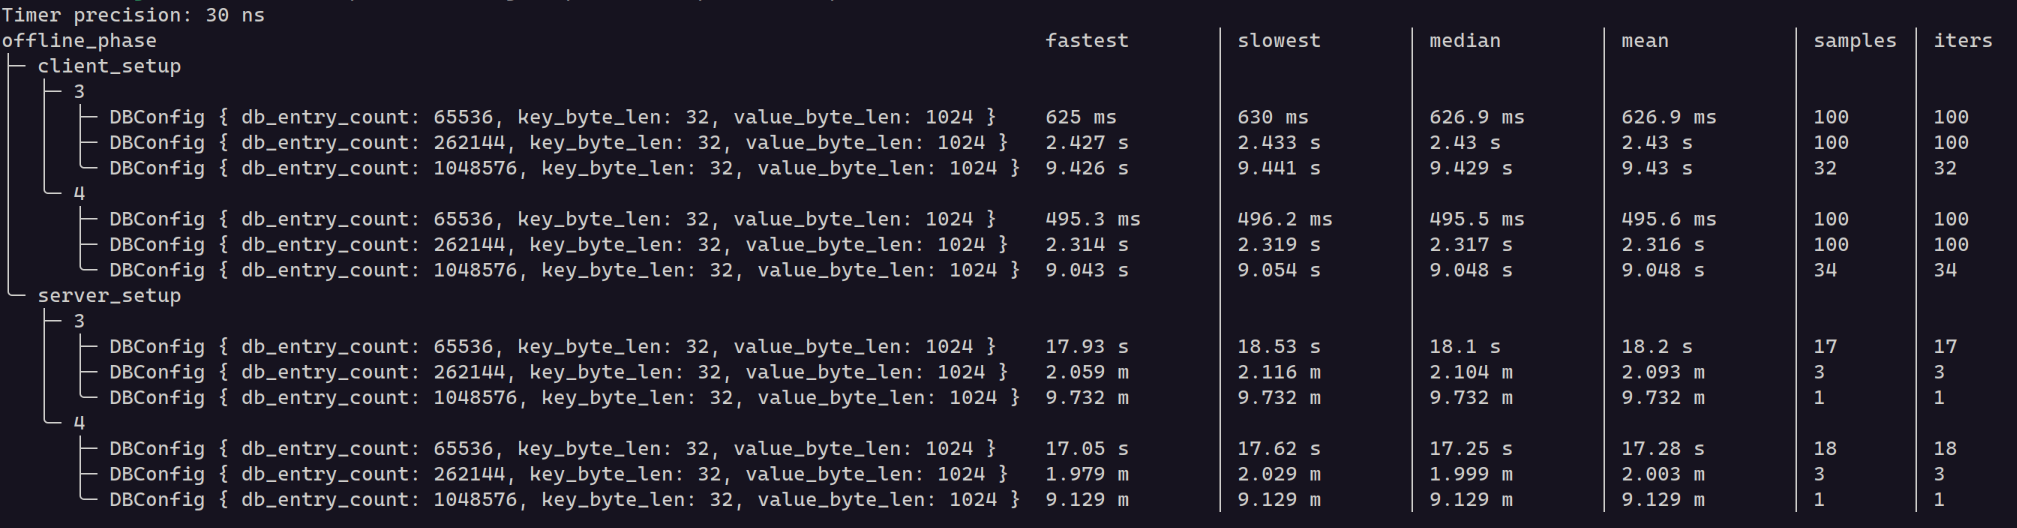 Timer precision: 30 ns
offline_phase                                                                          fastest       │ slowest       │ median        │ mean          │ samples │ iters
├─ client_setup                                                                                      │               │               │               │         │
│  ├─ 3                                                                                              │               │               │               │         │
│  │  ├─ DBConfig { db_entry_count: 65536, key_byte_len: 32, value_byte_len: 1024 }    625 ms        │ 630 ms        │ 626.9 ms      │ 626.9 ms      │ 100     │ 100
│  │  ├─ DBConfig { db_entry_count: 262144, key_byte_len: 32, value_byte_len: 1024 }   2.427 s       │ 2.433 s       │ 2.43 s        │ 2.43 s        │ 100     │ 100
│  │  ╰─ DBConfig { db_entry_count: 1048576, key_byte_len: 32, value_byte_len: 1024 }  9.426 s       │ 9.441 s       │ 9.429 s       │ 9.43 s        │ 32      │ 32
│  ╰─ 4                                                                                              │               │               │               │         │
│     ├─ DBConfig { db_entry_count: 65536, key_byte_len: 32, value_byte_len: 1024 }    495.3 ms      │ 496.2 ms      │ 495.5 ms      │ 495.6 ms      │ 100     │ 100
│     ├─ DBConfig { db_entry_count: 262144, key_byte_len: 32, value_byte_len: 1024 }   2.314 s       │ 2.319 s       │ 2.317 s       │ 2.316 s       │ 100     │ 100
│     ╰─ DBConfig { db_entry_count: 1048576, key_byte_len: 32, value_byte_len: 1024 }  9.043 s       │ 9.054 s       │ 9.048 s       │ 9.048 s       │ 34      │ 34
╰─ server_setup                                                                                      │               │               │               │         │
   ├─ 3                                                                                              │               │               │               │         │
   │  ├─ DBConfig { db_entry_count: 65536, key_byte_len: 32, value_byte_len: 1024 }    17.93 s       │ 18.53 s       │ 18.1 s        │ 18.2 s        │ 17      │ 17
   │  ├─ DBConfig { db_entry_count: 262144, key_byte_len: 32, value_byte_len: 1024 }   2.059 m       │ 2.116 m       │ 2.104 m       │ 2.093 m       │ 3       │ 3
   │  ╰─ DBConfig { db_entry_count: 1048576, key_byte_len: 32, value_byte_len: 1024 }  9.732 m       │ 9.732 m       │ 9.732 m       │ 9.732 m       │ 1       │ 1
   ╰─ 4                                                                                              │               │               │               │         │
      ├─ DBConfig { db_entry_count: 65536, key_byte_len: 32, value_byte_len: 1024 }    17.05 s       │ 17.62 s       │ 17.25 s       │ 17.28 s       │ 18      │ 18
      ├─ DBConfig { db_entry_count: 262144, key_byte_len: 32, value_byte_len: 1024 }   1.979 m       │ 2.029 m       │ 1.999 m       │ 2.003 m       │ 3       │ 3
      ╰─ DBConfig { db_entry_count: 1048576, key_byte_len: 32, value_byte_len: 1024 }  9.129 m       │ 9.129 m       │ 9.129 m       │ 9.129 m       │ 1       │ 1